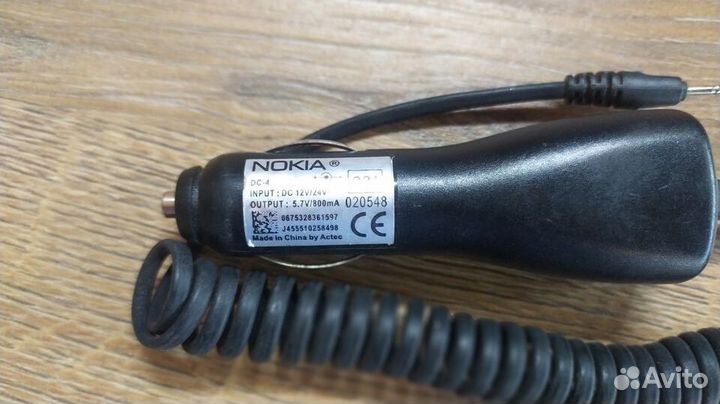 NOKIA®
DC-4
INPUT : DC 12V/24V
OUTPUT : 5.7V/800mA 020548
0675328361597
J455510258498
Made in China by Actec
CE
Avito